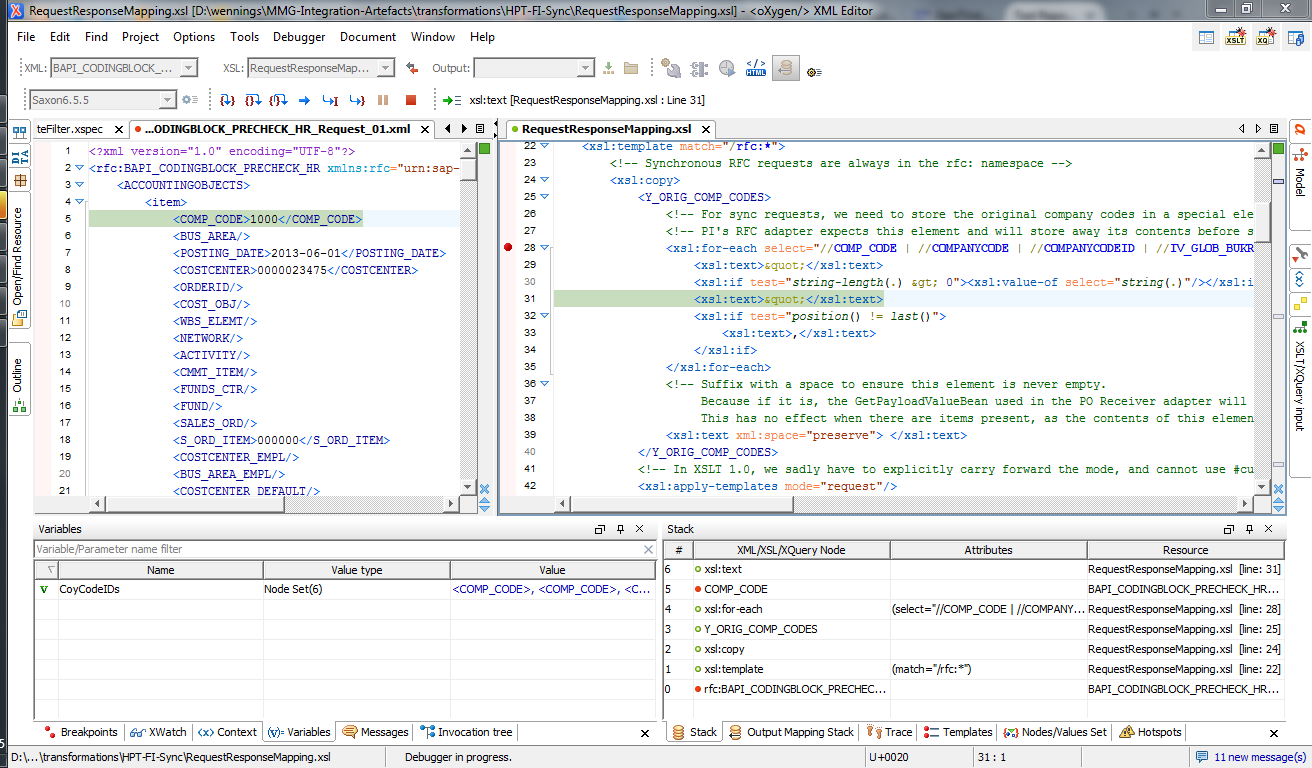 RequestResponseMapping.xsl [D:\wennings\MMG-Integration-Artefacts\transformations\HPT-FI-Sync\RequestResponseMapping.xsl] - <oXygen/> XML Editor
File Edit Find Project Options Tools Debugger Document Window Help
XML: BAPI_CODINGBLOCK_... XSL: RequestResponseMap... Output:
Saxon6.5.5 xsl:text [RequestResponseMapping.xsl : Line 31]
teFilter.xspec ...ODINGBLOCK_PRECHECK_HR_Request_01.xml
1 <?xml version="1.0" encoding="UTF-8"?>
2 <rfc:BAPI_CODINGBLOCK_PRECHECK_HR xmlns:rfc="urn:sap-
3 <ACCOUNTINGOBJECTS>
4 <item>
5 <COMP_CODE>1000</COMP_CODE>
6 <BUS_AREA/>
7 <POSTING_DATE>2013-06-01</POSTING_DATE>
8 <COSTCENTER>0000023475</COSTCENTER>
9 <ORDERID/>
10 <COST_OBJ/>
11 <WBS_ELEMT/>
12 <NETWORK/>
13 <ACTIVITY/>
14 <CMMT_ITEM/>
15 <FUNDS_CTR/>
16 <FUND/>
17 <SALES_ORD/>
18 <S_ORD_ITEM>000000</S_ORD_ITEM>
19 <COSTCENTER_EMPL/>
20 <BUS_AREA_EMPL/>
21 <COSTCENTER_DEFAULT/>
RequestResponseMapping.xsl
22 <xsl:template match="/rfc:*">
23 <!-- Synchronous RFC requests are always in the rfc: namespace -->
24 <xsl:copy>
25 <Y_ORIG_COMP_CODES>
26 <!-- For sync requests, we need to store the original company codes in a special ele
27 <!-- PI's RFC adapter expects this element and will store away its contents before s
28 <xsl:for-each select="//COMP_CODE | //COMPANYCODE | //COMPANYCODEID | //IV_GLOB_BUKR
29 <xsl:text>&quot;</xsl:text>
30 <xsl:if test="string-length(.) &gt; 0"><xsl:value-of select="string(.)"/></xsl:i
31 <xsl:text>&quot;</xsl:text>
32 <xsl:if test="position() != last()">
33 <xsl:text>,</xsl:text>
34 </xsl:if>
35 </xsl:for-each>
36 <!-- Suffix with a space to ensure this element is never empty.
37 Because if it is, the GetPayloadValueBean used in the PO Receiver adapter will
38 This has no effect when there are items present, as the contents of this elemen
39 <xsl:text xml:space="preserve"> </xsl:text>
40 </Y_ORIG_COMP_CODES>
41 <!-- In XSLT 1.0, we sadly have to explicitly carry forward the mode, and cannot use #cu
42 <xsl:apply-templates mode="request"/>
Open/Find Resource
Outline
Model
XSLT/XQuery input
Variables
Variable/Parameter name filter
Name Value type Value
V CoyCodeIDs Node Set(6) <COMP_CODE>, <COMP_CODE>, <C...
Stack
# XML/XSL/XQuery Node Attributes Resource
6 xsl:text RequestResponseMapping.xsl [line: 31]
5 COMP_CODE BAPI_CODINGBLOCK_PRECHECK_HR...
4 xsl:for-each (select="//COMP_CODE | //COMPANY... RequestResponseMapping.xsl [line: 28]
3 Y_ORIG_COMP_CODES RequestResponseMapping.xsl [line: 25]
2 xsl:copy RequestResponseMapping.xsl [line: 24]
1 xsl:template (match="/rfc:*") RequestResponseMapping.xsl [line: 22]
0 rfc:BAPI_CODINGBLOCK_PRECHEC... BAPI_CODINGBLOCK_PRECHECK_HR...
Breakpoints XWatch Context Variables Messages Invocation tree
Stack Output Mapping Stack Trace Templates Nodes/Values Set Hotspots
D:\...\transformations\HPT-FI-Sync\RequestResponseMapping.xsl Debugger in progress. U+0020 31 : 1 11 new message(s)